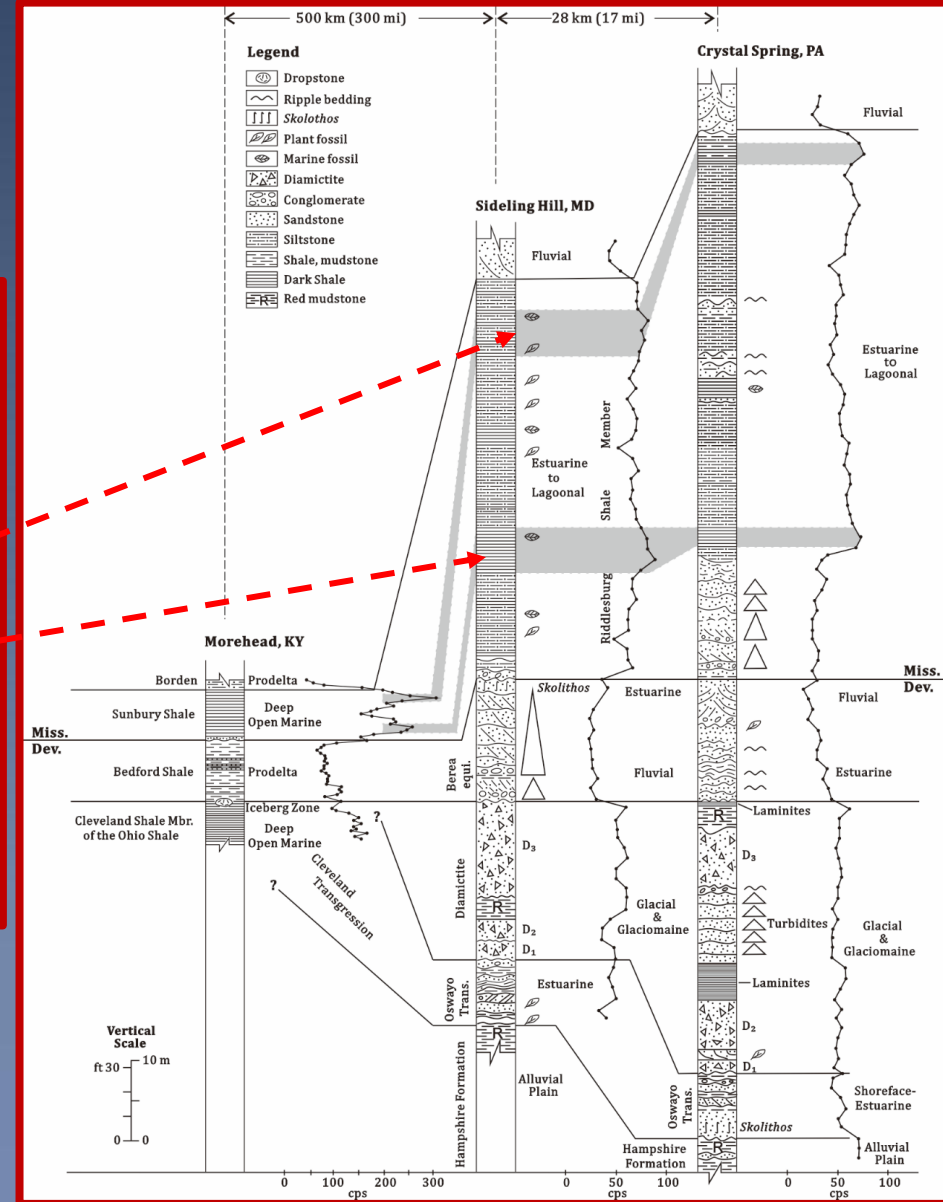 500 km (300 mi)
28 km (17 mi)
Legend
Dropstone
Ripple bedding
Skolothos
Plant fossil
Marine fossil
Diamictite
Conglomerate
Sandstone
Siltstone
Shale, mudstone
Dark Shale
R Red mudstone
Crystal Spring, PA
Fluvial
Estuarine
to
Lagoonal
Miss.
Dev.
Fluvial
Estuarine
Laminites
R
D3
Turbidites
Glacial
&
Glaciomaine
Laminites
D2
D1
Shoreface-
Estuarine
Oswayo
Trans.
Skolithos
Hampshire
Formation
R
Alluvial
Plain
Sideling Hill, MD
Fluvial
Estuarine
to
Lagoonal
Riddlesburg Shale Member
Skolithos
Estuarine
Berea
equi.
Fluvial
Diamictite
D3
R
D2
D1
Glacial
&
Glaciomaine
Oswayo
Trans.
Estuarine
R
Hampshire Formation
Alluvial
Plain
Morehead, KY
Borden
Prodelta
Sunbury Shale
Deep
Open Marine
Miss.
Dev.
Bedford Shale
Prodelta
Iceberg Zone
Cleveland Shale Mbr.
of the Ohio Shale
Deep
Open Marine
?
?
Cleveland
Transgression
Vertical
Scale
ft 30 10 m
0 0
0 100 200 300
cps
0 50 100
cps
0 50 100
cps